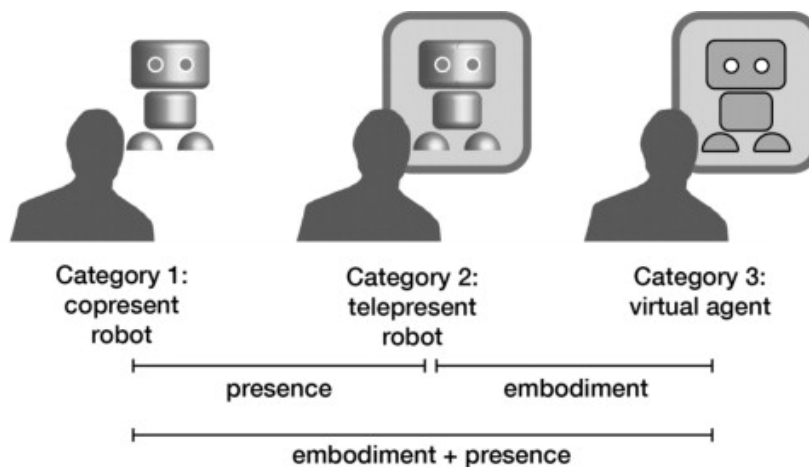 Category 1:
copresent
robot
Category 2:
telepresent
robot
Category 3:
virtual agent
presence
embodiment
embodiment + presence